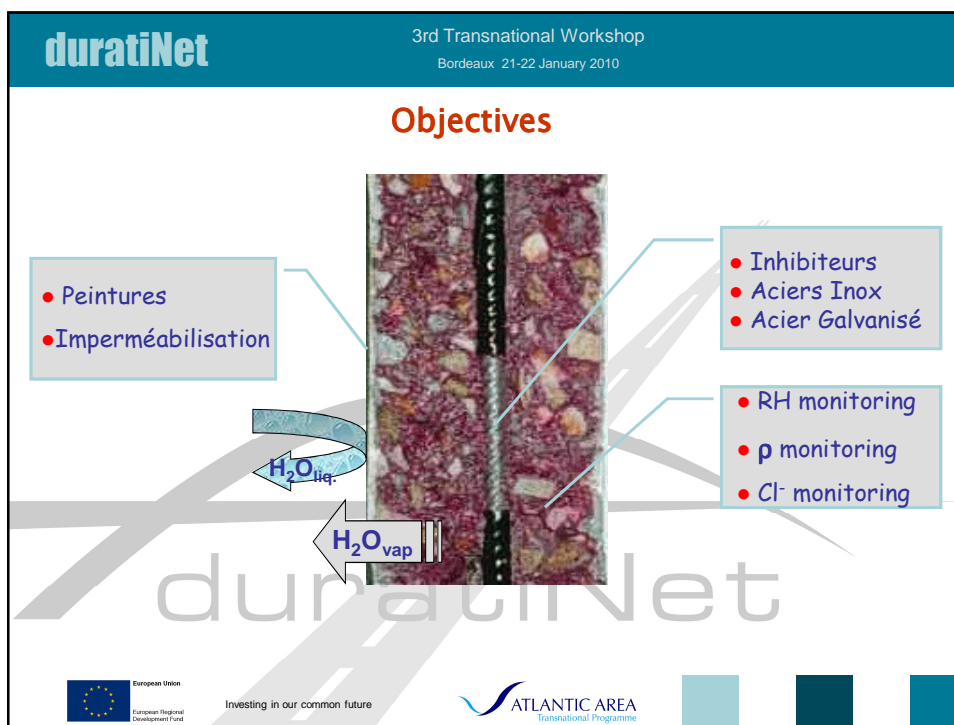 duratiNet
3rd Transnational Workshop
Bordeaux 21-22 January 2010
Objectives
● Peintures
●Imperméabilisation
● Inhibiteurs
● Aciers Inox
● Acier Galvanisé
● RH monitoring
● ρ monitoring
● Cl⁻ monitoring
H₂Oliq.
H₂Ovap
duratiNet
European Union
European Regional
Development Fund
Investing in our common future
ATLANTIC AREA
Transnational Programme